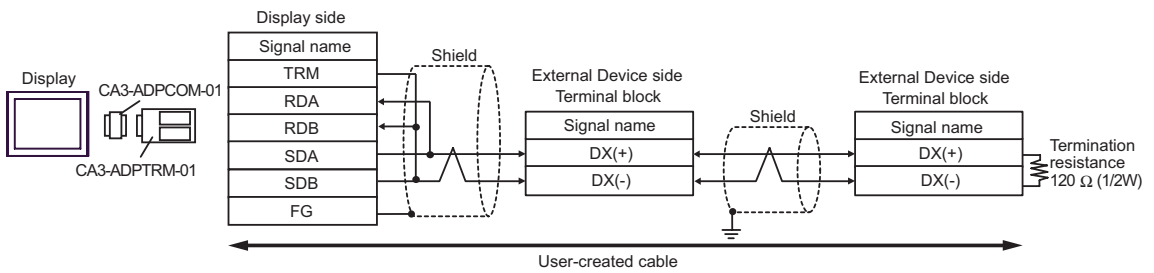 Display side
Signal name
TRM
RDA
RDB
SDA
SDB
FG
Display
CA3-ADPCOM-01
CA3-ADPTRM-01
Shield
External Device side
Terminal block
Signal name
DX(+)
DX(-)
Shield
External Device side
Terminal block
Signal name
DX(+)
DX(-)
Termination
resistance
120 Ω (1/2W)
User-created cable